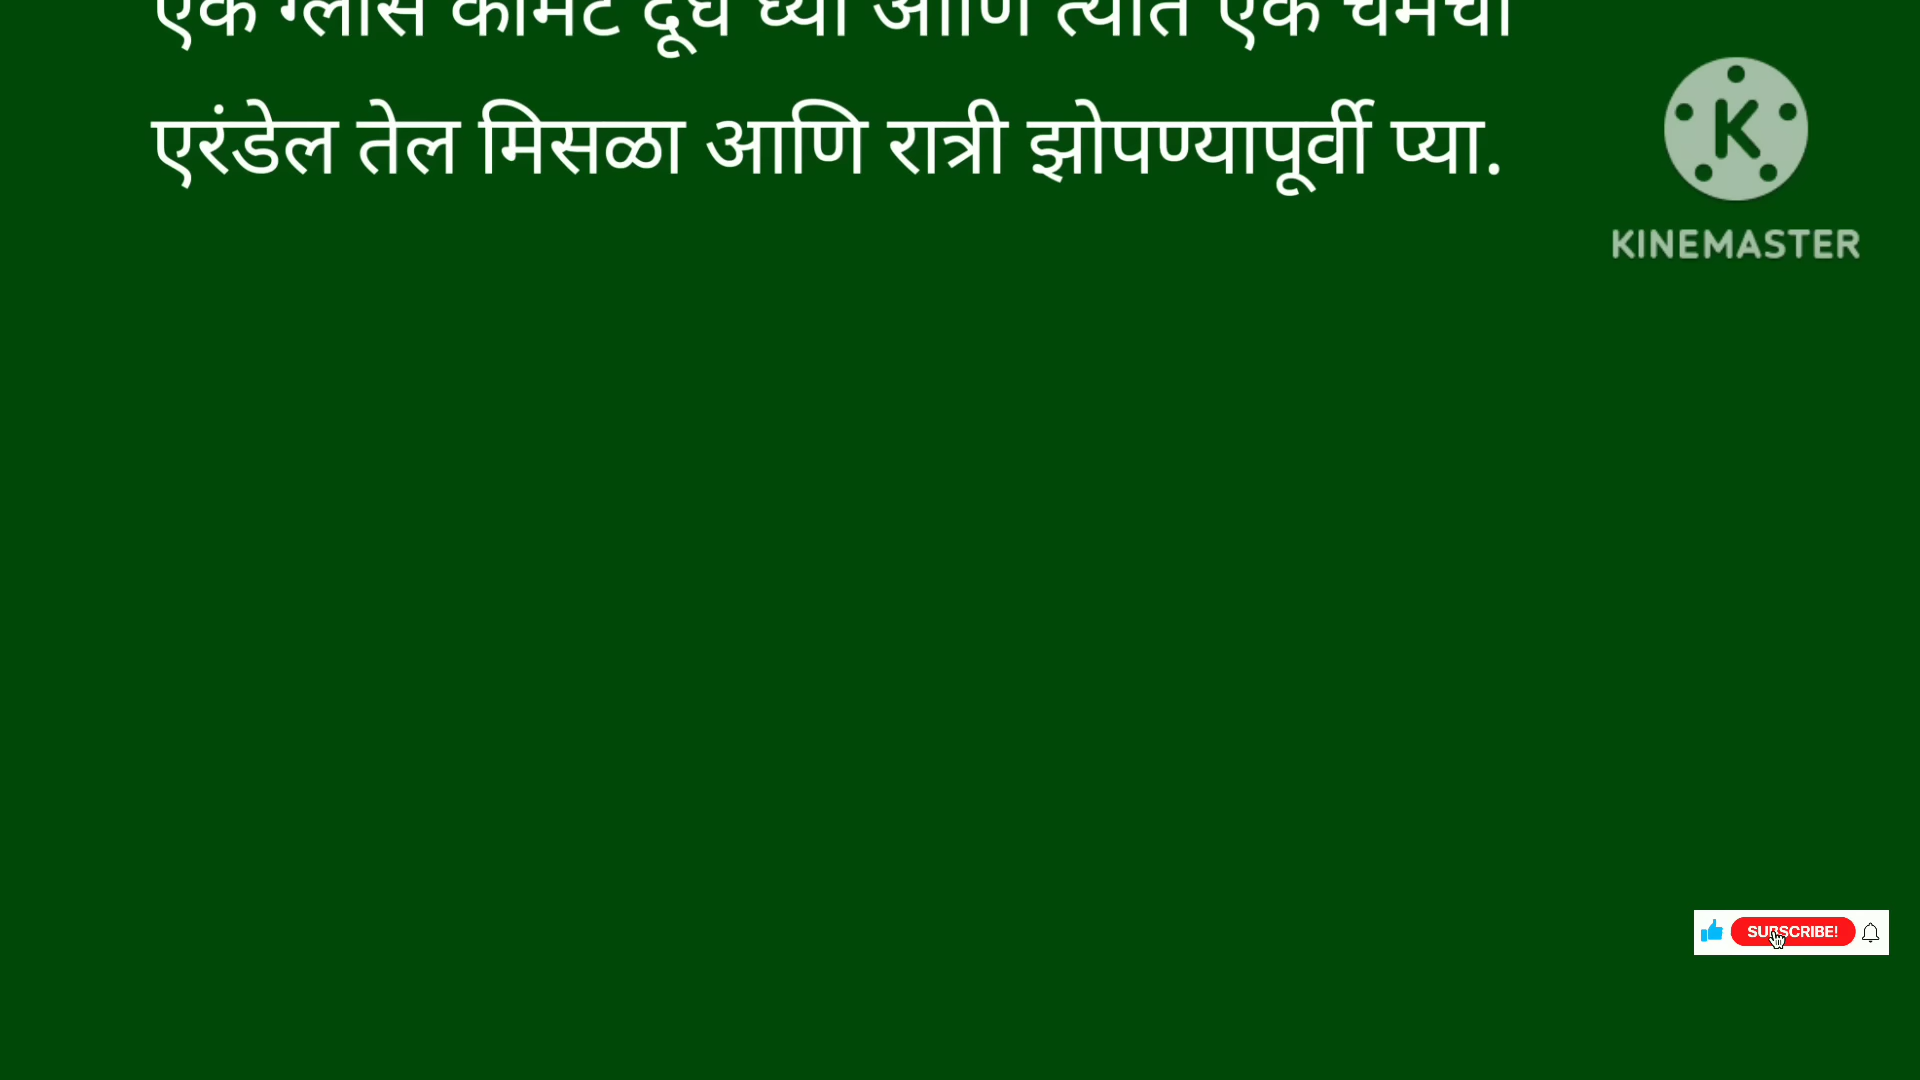 एक ग्लास कोमट दूध घ्या आणि त्यात एक चमचा
एरंडेल तेल मिसळा आणि रात्री झोपण्यापूर्वी प्या.
K
KINEMASTER
SUBSCRIBE!